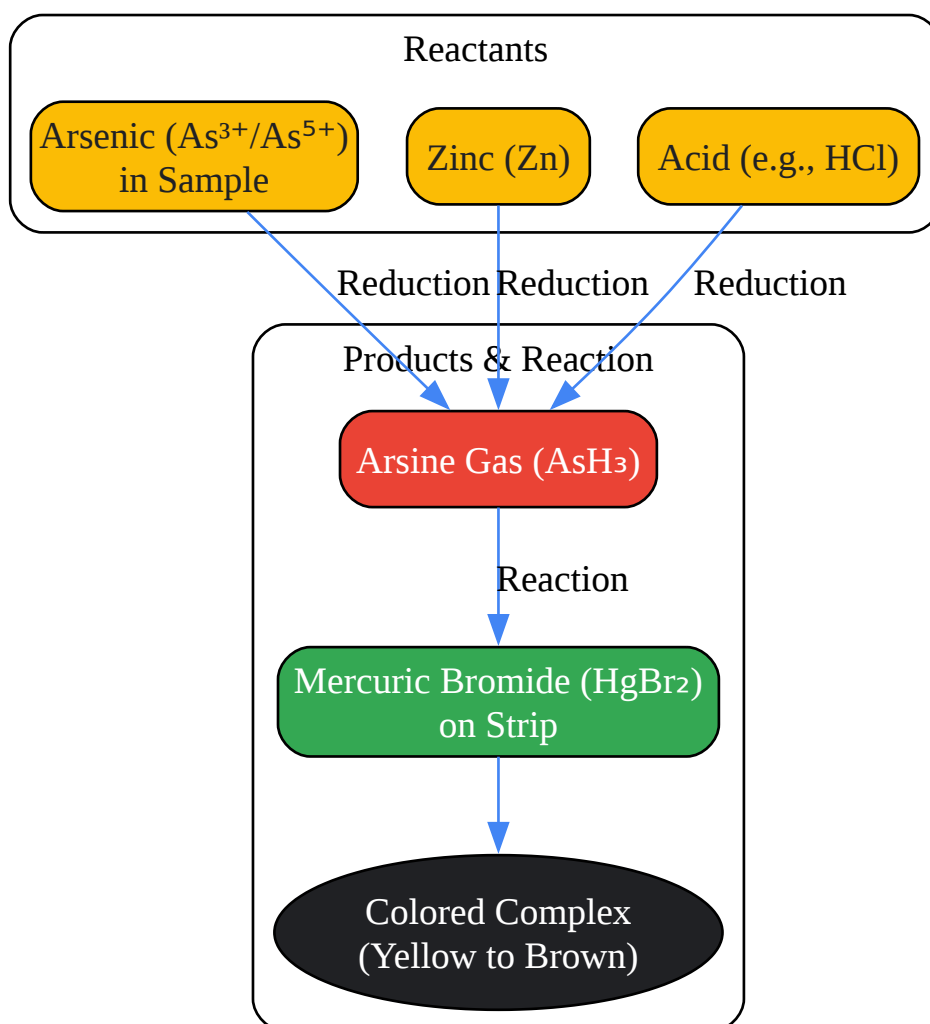 Reactants
Arsenic (As³⁺/As⁵⁺)
in Sample
Zinc (Zn)
Acid (e.g., HCl)
Reduction
Reduction
Reduction
Products & Reaction
Arsine Gas (AsH₃)
Reaction
Mercuric Bromide (HgBr₂)
on Strip
Colored Complex
(Yellow to Brown)